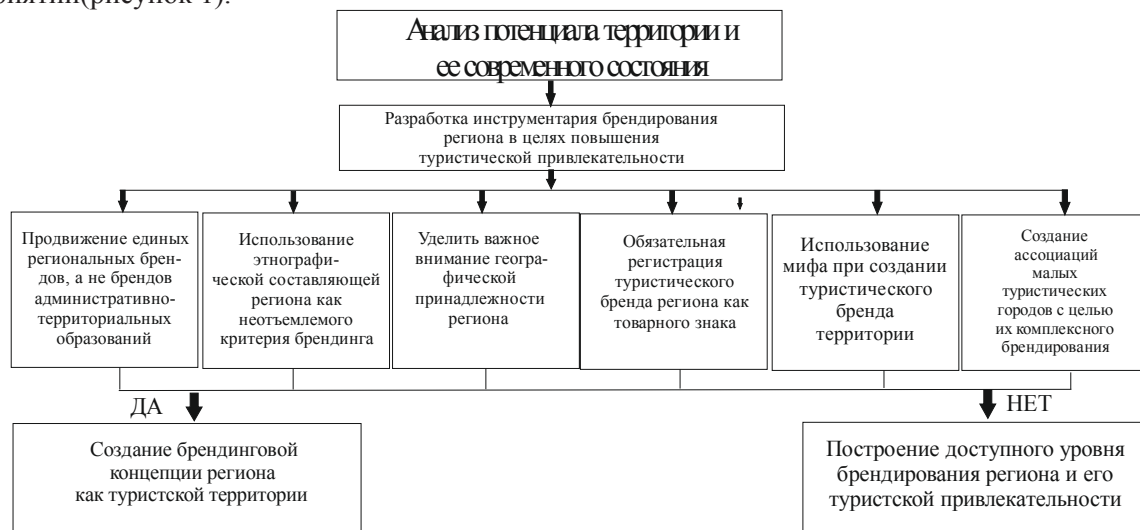 (рисунок 1).
Анализ потенциала территории и
ее современного состояния
Разработка инструментария брендирования
региона в целях повышения
туристической привлекательности
Продвижение единых
региональных брен-
дов, а не брендов
административно-
территориальных
образований
Использование
этнографи-
ческой составляющей
региона как
неотъемлемого
критерия брендинга
Уделить важное
внимание геогра-
фической
принадлежности
региона
Обязательная
регистрация
туристического
бренда региона как
товарного знака
Использование
мифа при создании
туристического
бренда
территории
Создание
ассоциаций
малых
туристических
городов с целью
их комплексного
брендирования
ДА
НЕТ
Создание брендинговой
концепции региона
как туристской территории
Построение доступного уровня
брендирования региона и его
туристской привлекательности